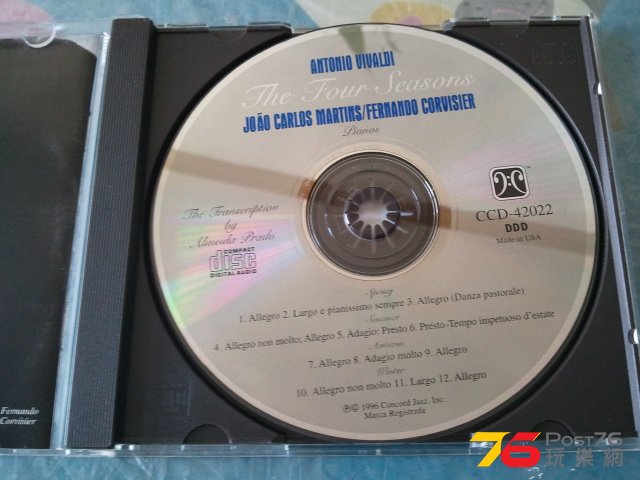 ANTONIO VIVALDI
The Four Seasons
JOÃO CARLOS MARTINS/FERNANDO CORVISIER
Pianos
The Transcription
by
Almeida Prado
COMPACT
disc
DIGITAL AUDIO
CCD-42022
DDD
Made in USA
TM
Spring
1. Allegro 2. Largo e pianissimo sempre 3. Allegro (Danza pastorale)
Summer
4. Allegro non molto; Allegro 5. Adagio; Presto 6. Presto-Tempo impetuoso d'estate
Autumn
7. Allegro 8. Adagio molto 9. Allegro
Winter
10. Allegro non molto 11. Largo 12. Allegro
℗© 1996 Concord Jazz, Inc.
Marca Registrada
Fernando
Corvisier
76 Post76
玩樂網